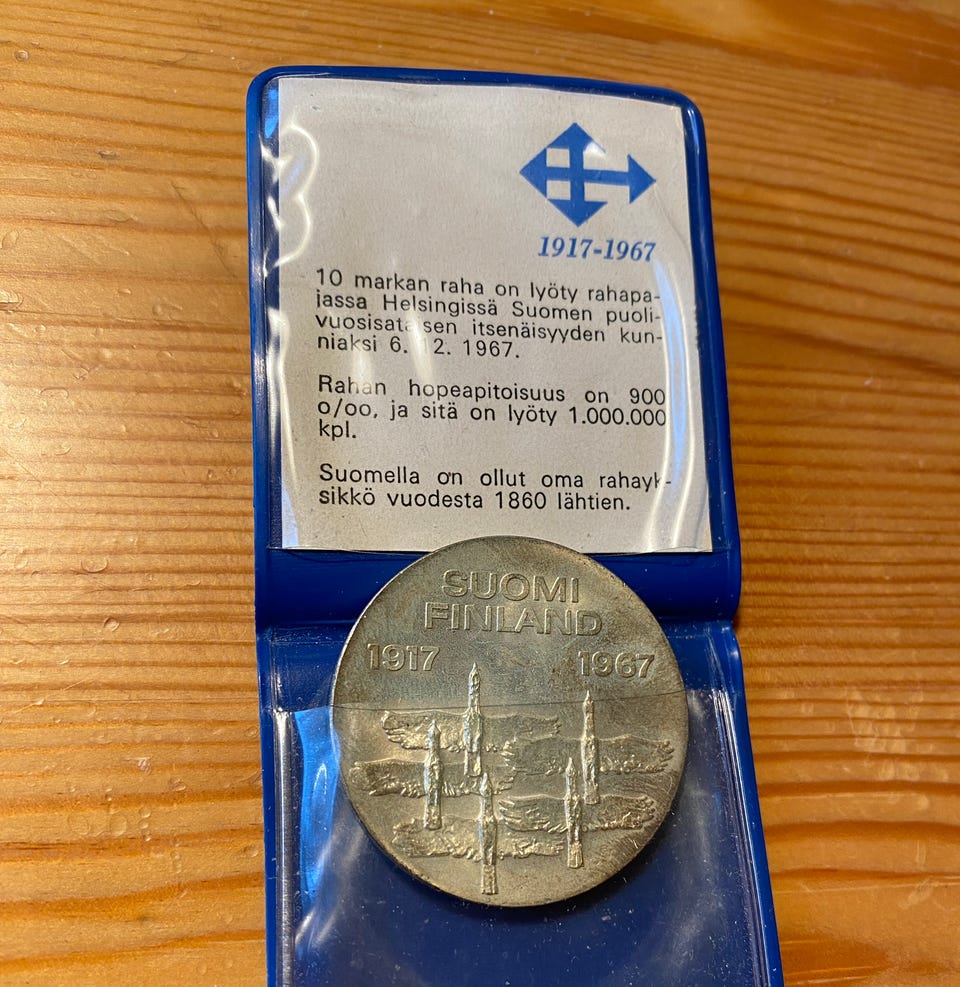 1917-1967
10 markan raha on lyöty rahapa-
jassa Helsingissä Suomen puoli-
vuosisataisen itsenäisyyden kun-
niaksi 6. 12. 1967.
Rahan hopeapitoisuus on 900
o/oo, ja sitä on lyöty 1.000.000
kpl.
Suomella on ollut oma rahayk-
sikkö vuodesta 1860 lähtien.
SUOMI
FINLAND
1917 1967